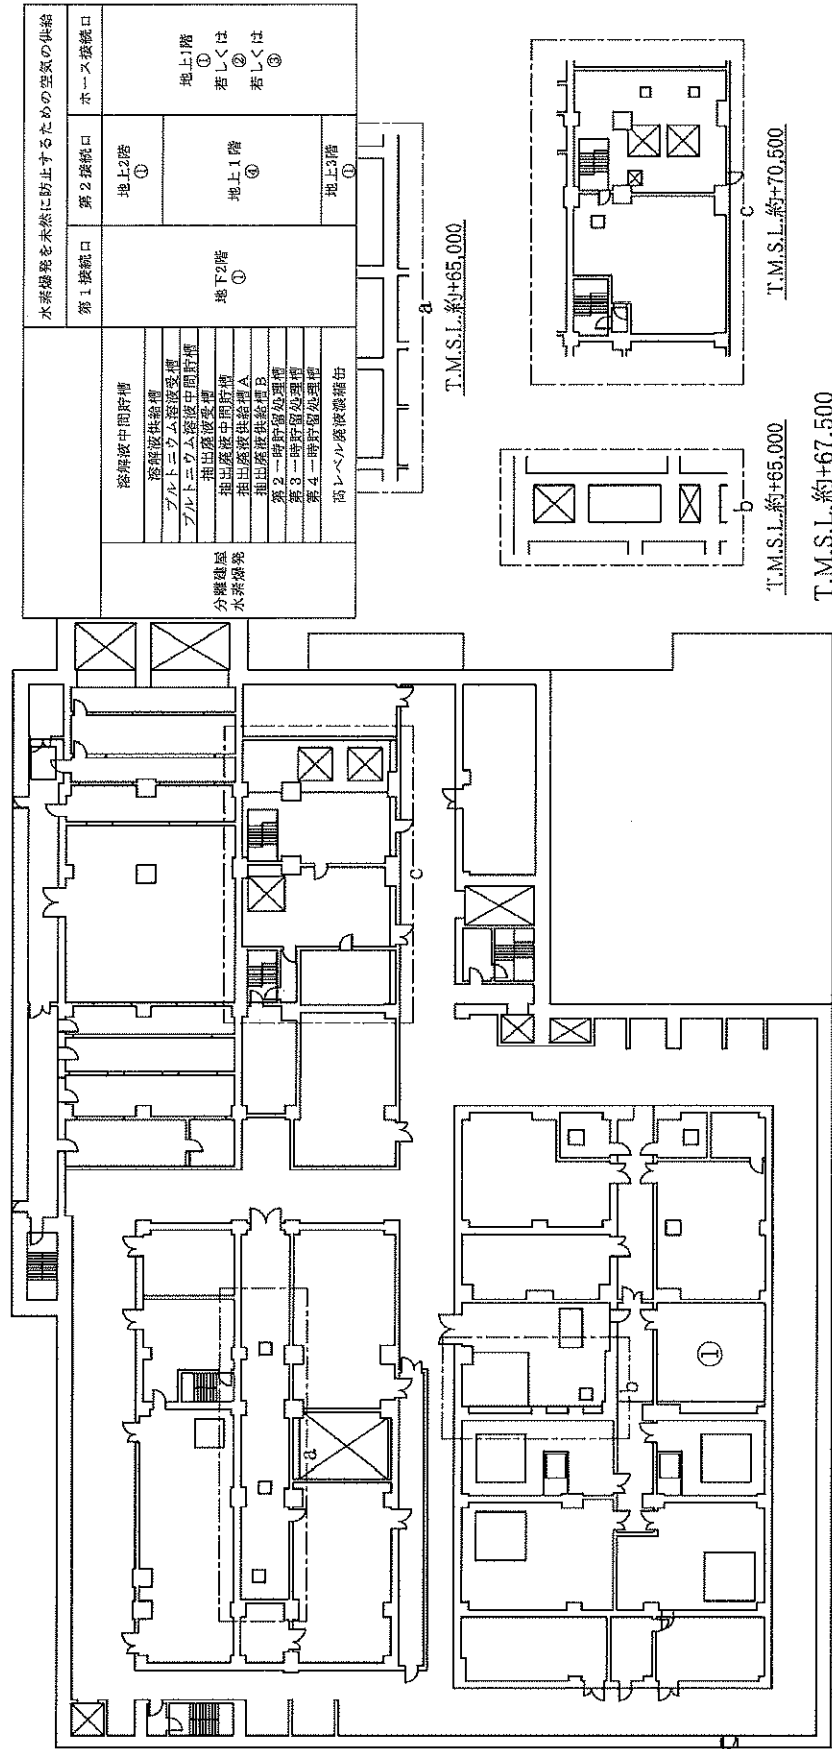 水素爆発を未然に防止するための空気の供給
第1接続口
第2接続口
ホース接続口
分離建屋
水素爆発
溶解液中間貯槽
溶解液供給槽
プルトニウム溶液受槽
プルトニウム溶液中間貯槽
抽出廃液受槽
抽出廃液中間貯槽
抽出廃液供給槽A
抽出廃液供給槽B
第2一時貯留処理槽
第3一時貯留処理槽
第4一時貯留処理槽
高レベル廃液濃縮缶
地下2階
①
地上2階
①
地上1階
④
地上3階
①
地上1階
①
若しくは
②
若しくは
③
a
T.M.S.L.約+65,000
b
T.M.S.L.約+65,000
c
T.M.S.L.約+70,500
a
b
c
①
T.M.S.L.約+67,500